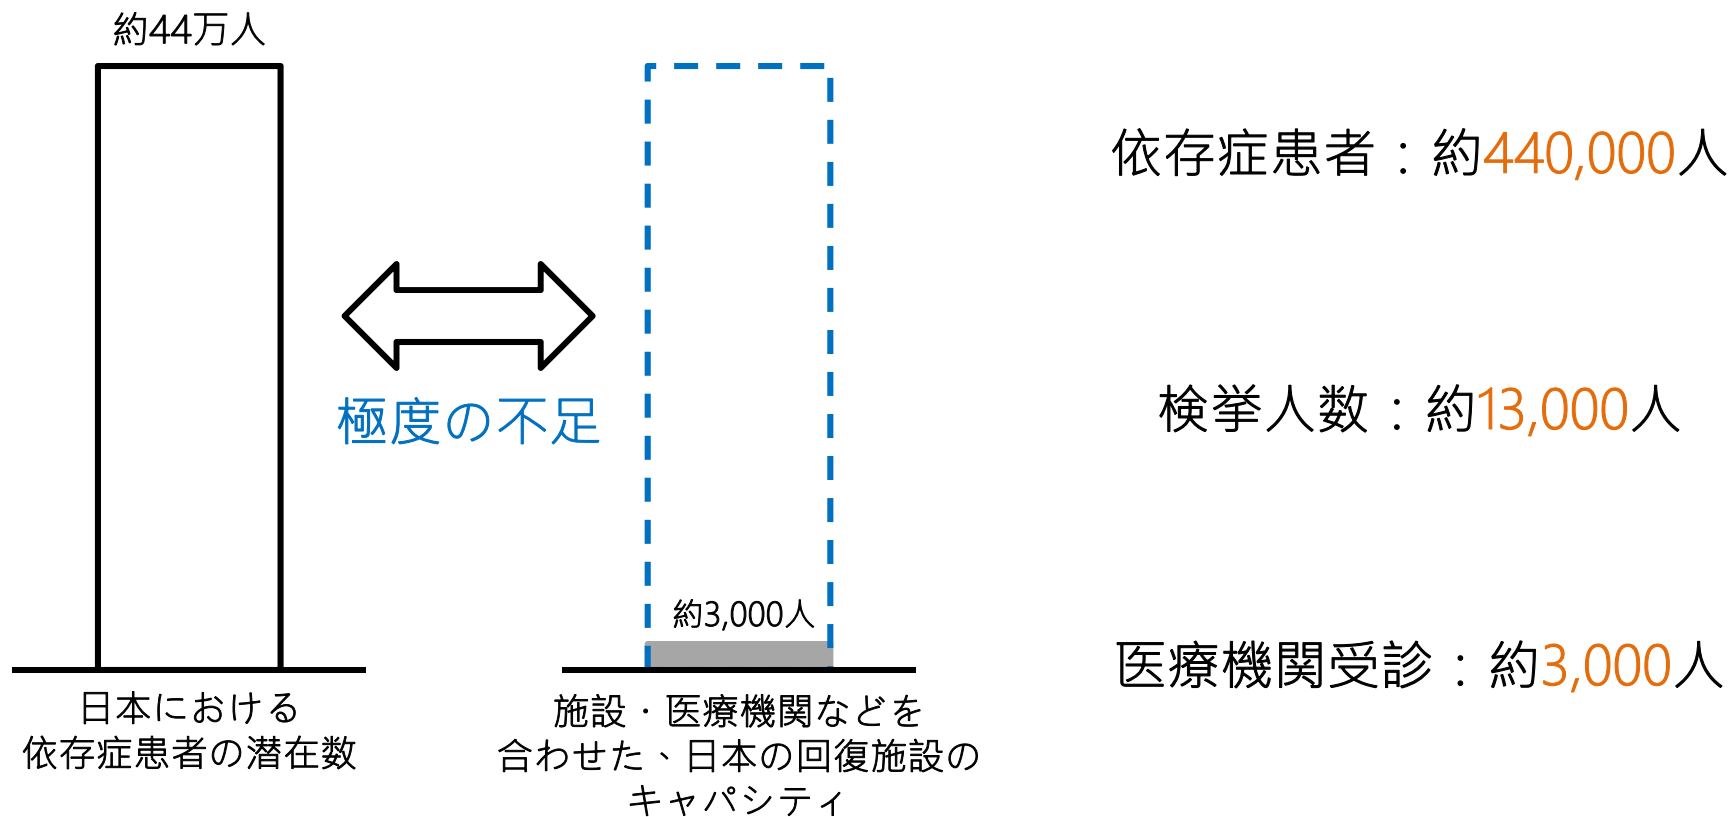 約44万人
極度の不足
約3,000人
日本における
依存症患者の潜在数
施設・医療機関などを
合わせた、日本の回復施設の
キャパシティ
依存症患者：約440,000人
検挙人数：約13,000人
医療機関受診：約3,000人